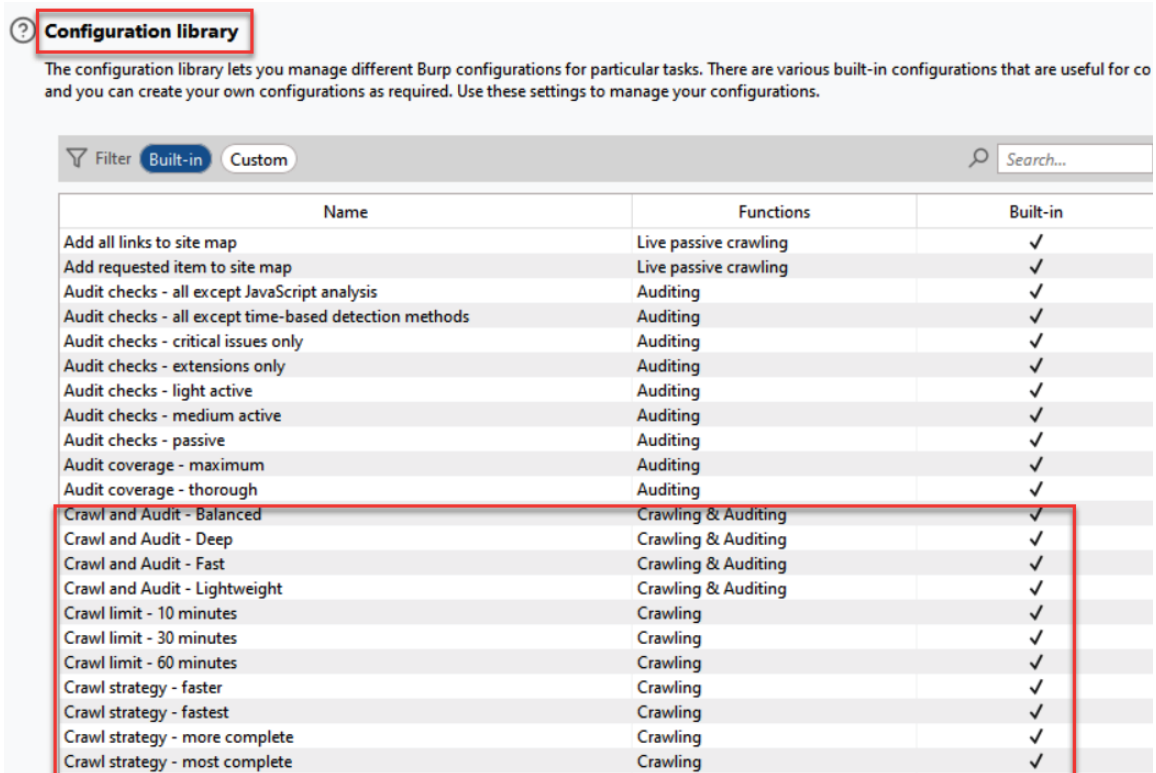 Configuration library
The configuration library lets you manage different Burp configurations for particular tasks. There are various built-in configurations that are useful for co
and you can create your own configurations as required. Use these settings to manage your configurations.
Filter Built-in Custom Search...
Name Functions Built-in
Add all links to site map Live passive crawling ✓
Add requested item to site map Live passive crawling ✓
Audit checks - all except JavaScript analysis Auditing ✓
Audit checks - all except time-based detection methods Auditing ✓
Audit checks - critical issues only Auditing ✓
Audit checks - extensions only Auditing ✓
Audit checks - light active Auditing ✓
Audit checks - medium active Auditing ✓
Audit checks - passive Auditing ✓
Audit coverage - maximum Auditing ✓
Audit coverage - thorough Auditing ✓
Crawl and Audit - Balanced Crawling & Auditing ✓
Crawl and Audit - Deep Crawling & Auditing ✓
Crawl and Audit - Fast Crawling & Auditing ✓
Crawl and Audit - Lightweight Crawling & Auditing ✓
Crawl limit - 10 minutes Crawling ✓
Crawl limit - 30 minutes Crawling ✓
Crawl limit - 60 minutes Crawling ✓
Crawl strategy - faster Crawling ✓
Crawl strategy - fastest Crawling ✓
Crawl strategy - more complete Crawling ✓
Crawl strategy - most complete Crawling ✓